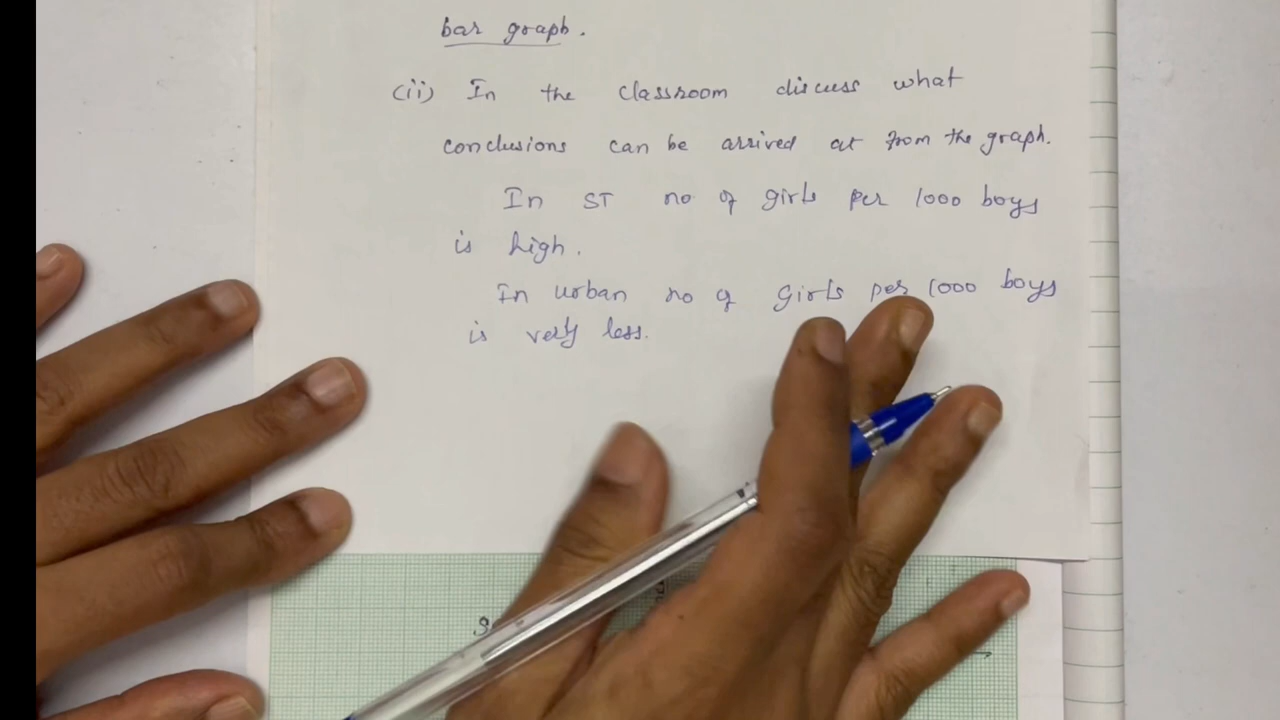 bar graph.
(ii) In the classroom discuss what
conclusions can be arrived at from the graph.
In ST no of girls per 1000 boys
is high.
In urban no of girls per 1000 boys
is very less.